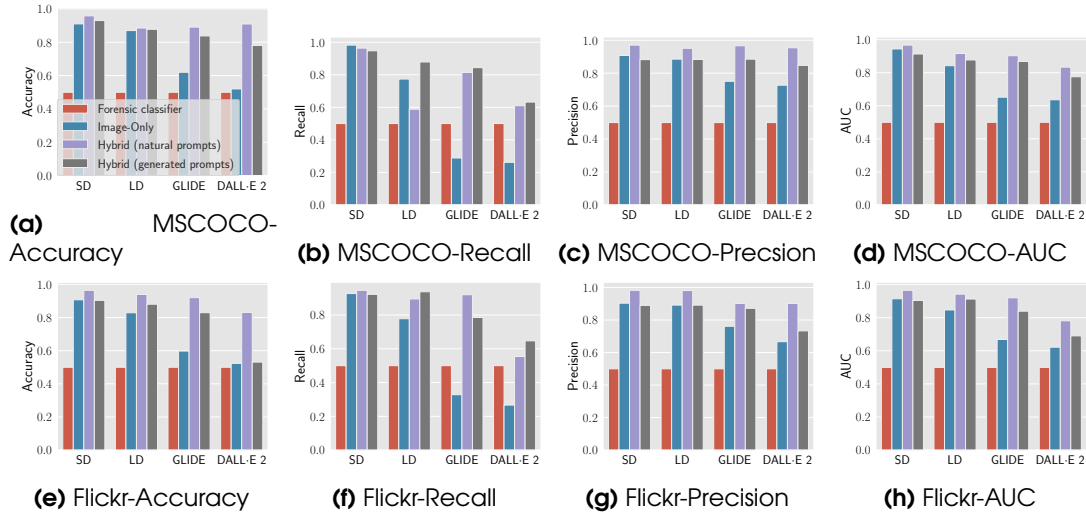 1.0
0.8
0.6
0.4
0.2
0.0
Accuracy
Forensic classifier
Image-Only
Hybrid (natural prompts)
Hybrid (generated prompts)
SD LD GLIDE DALL·E 2
(a) MSCOCO-
Accuracy
1.0
0.8
0.6
0.4
0.2
0.0
Recall
SD LD GLIDE DALL·E 2
(b) MSCOCO-Recall
1.0
0.8
0.6
0.4
0.2
0.0
Precision
SD LD GLIDE DALL·E 2
(c) MSCOCO-Precsion
1.0
0.8
0.6
0.4
0.2
0.0
AUC
SD LD GLIDE DALL·E 2
(d) MSCOCO-AUC
1.0
0.8
0.6
0.4
0.2
0.0
Accuracy
SD LD GLIDE DALL·E 2
(e) Flickr-Accuracy
1.0
0.8
0.6
0.4
0.2
0.0
Recall
SD LD GLIDE DALL·E 2
(f) Flickr-Recall
1.0
0.8
0.6
0.4
0.2
0.0
Precision
SD LD GLIDE DALL·E 2
(g) Flickr-Precision
1.0
0.8
0.6
0.4
0.2
0.0
AUC
SD LD GLIDE DALL·E 2
(h) Flickr-AUC